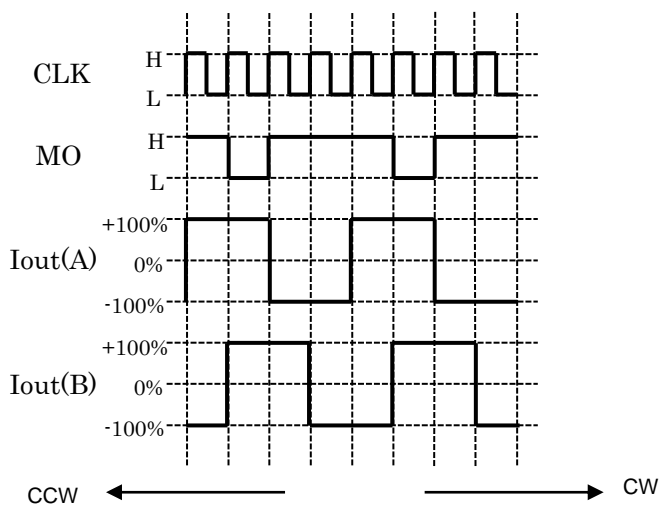 CLK
H
L
MO
H
L
Iout(A)
+100%
0%
-100%
Iout(B)
+100%
0%
-100%
CCW
CW